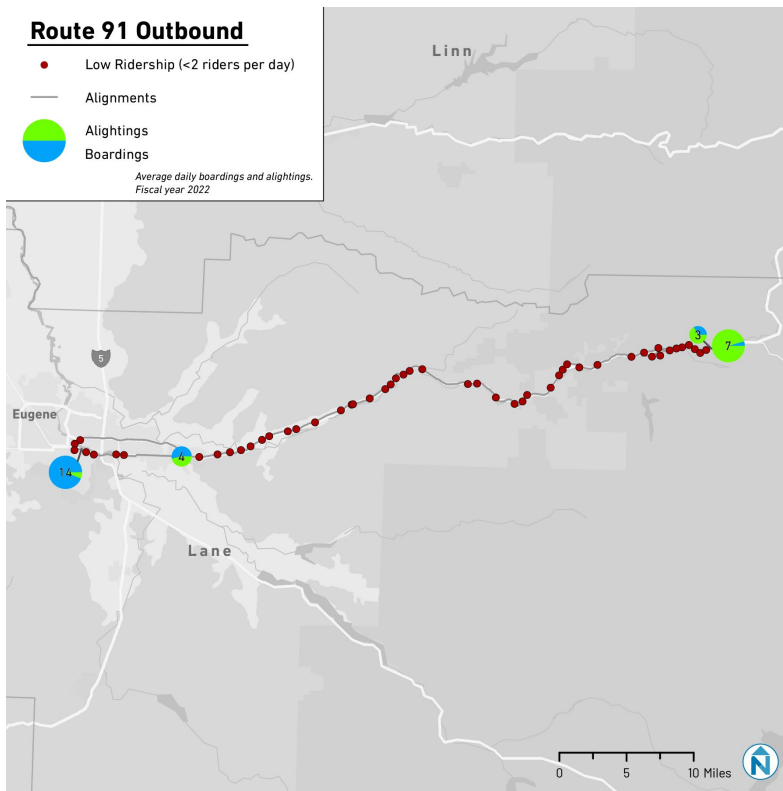 Route 91 Outbound
Low Ridership (<2 riders per day)
Alignments
Alightings
Boardings
Average daily boardings and alightings.
Fiscal year 2022
Linn
5
3
7
Eugene
4
14
Lane
0 5 10 Miles
N